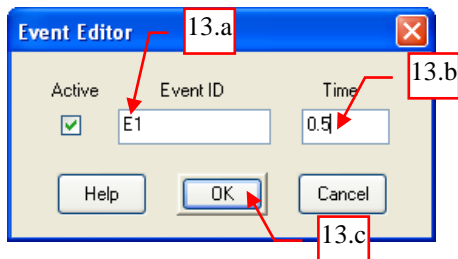 Event Editor
13.a
13.b
Active Event ID Time
E1 0.5
Help OK Cancel
13.c